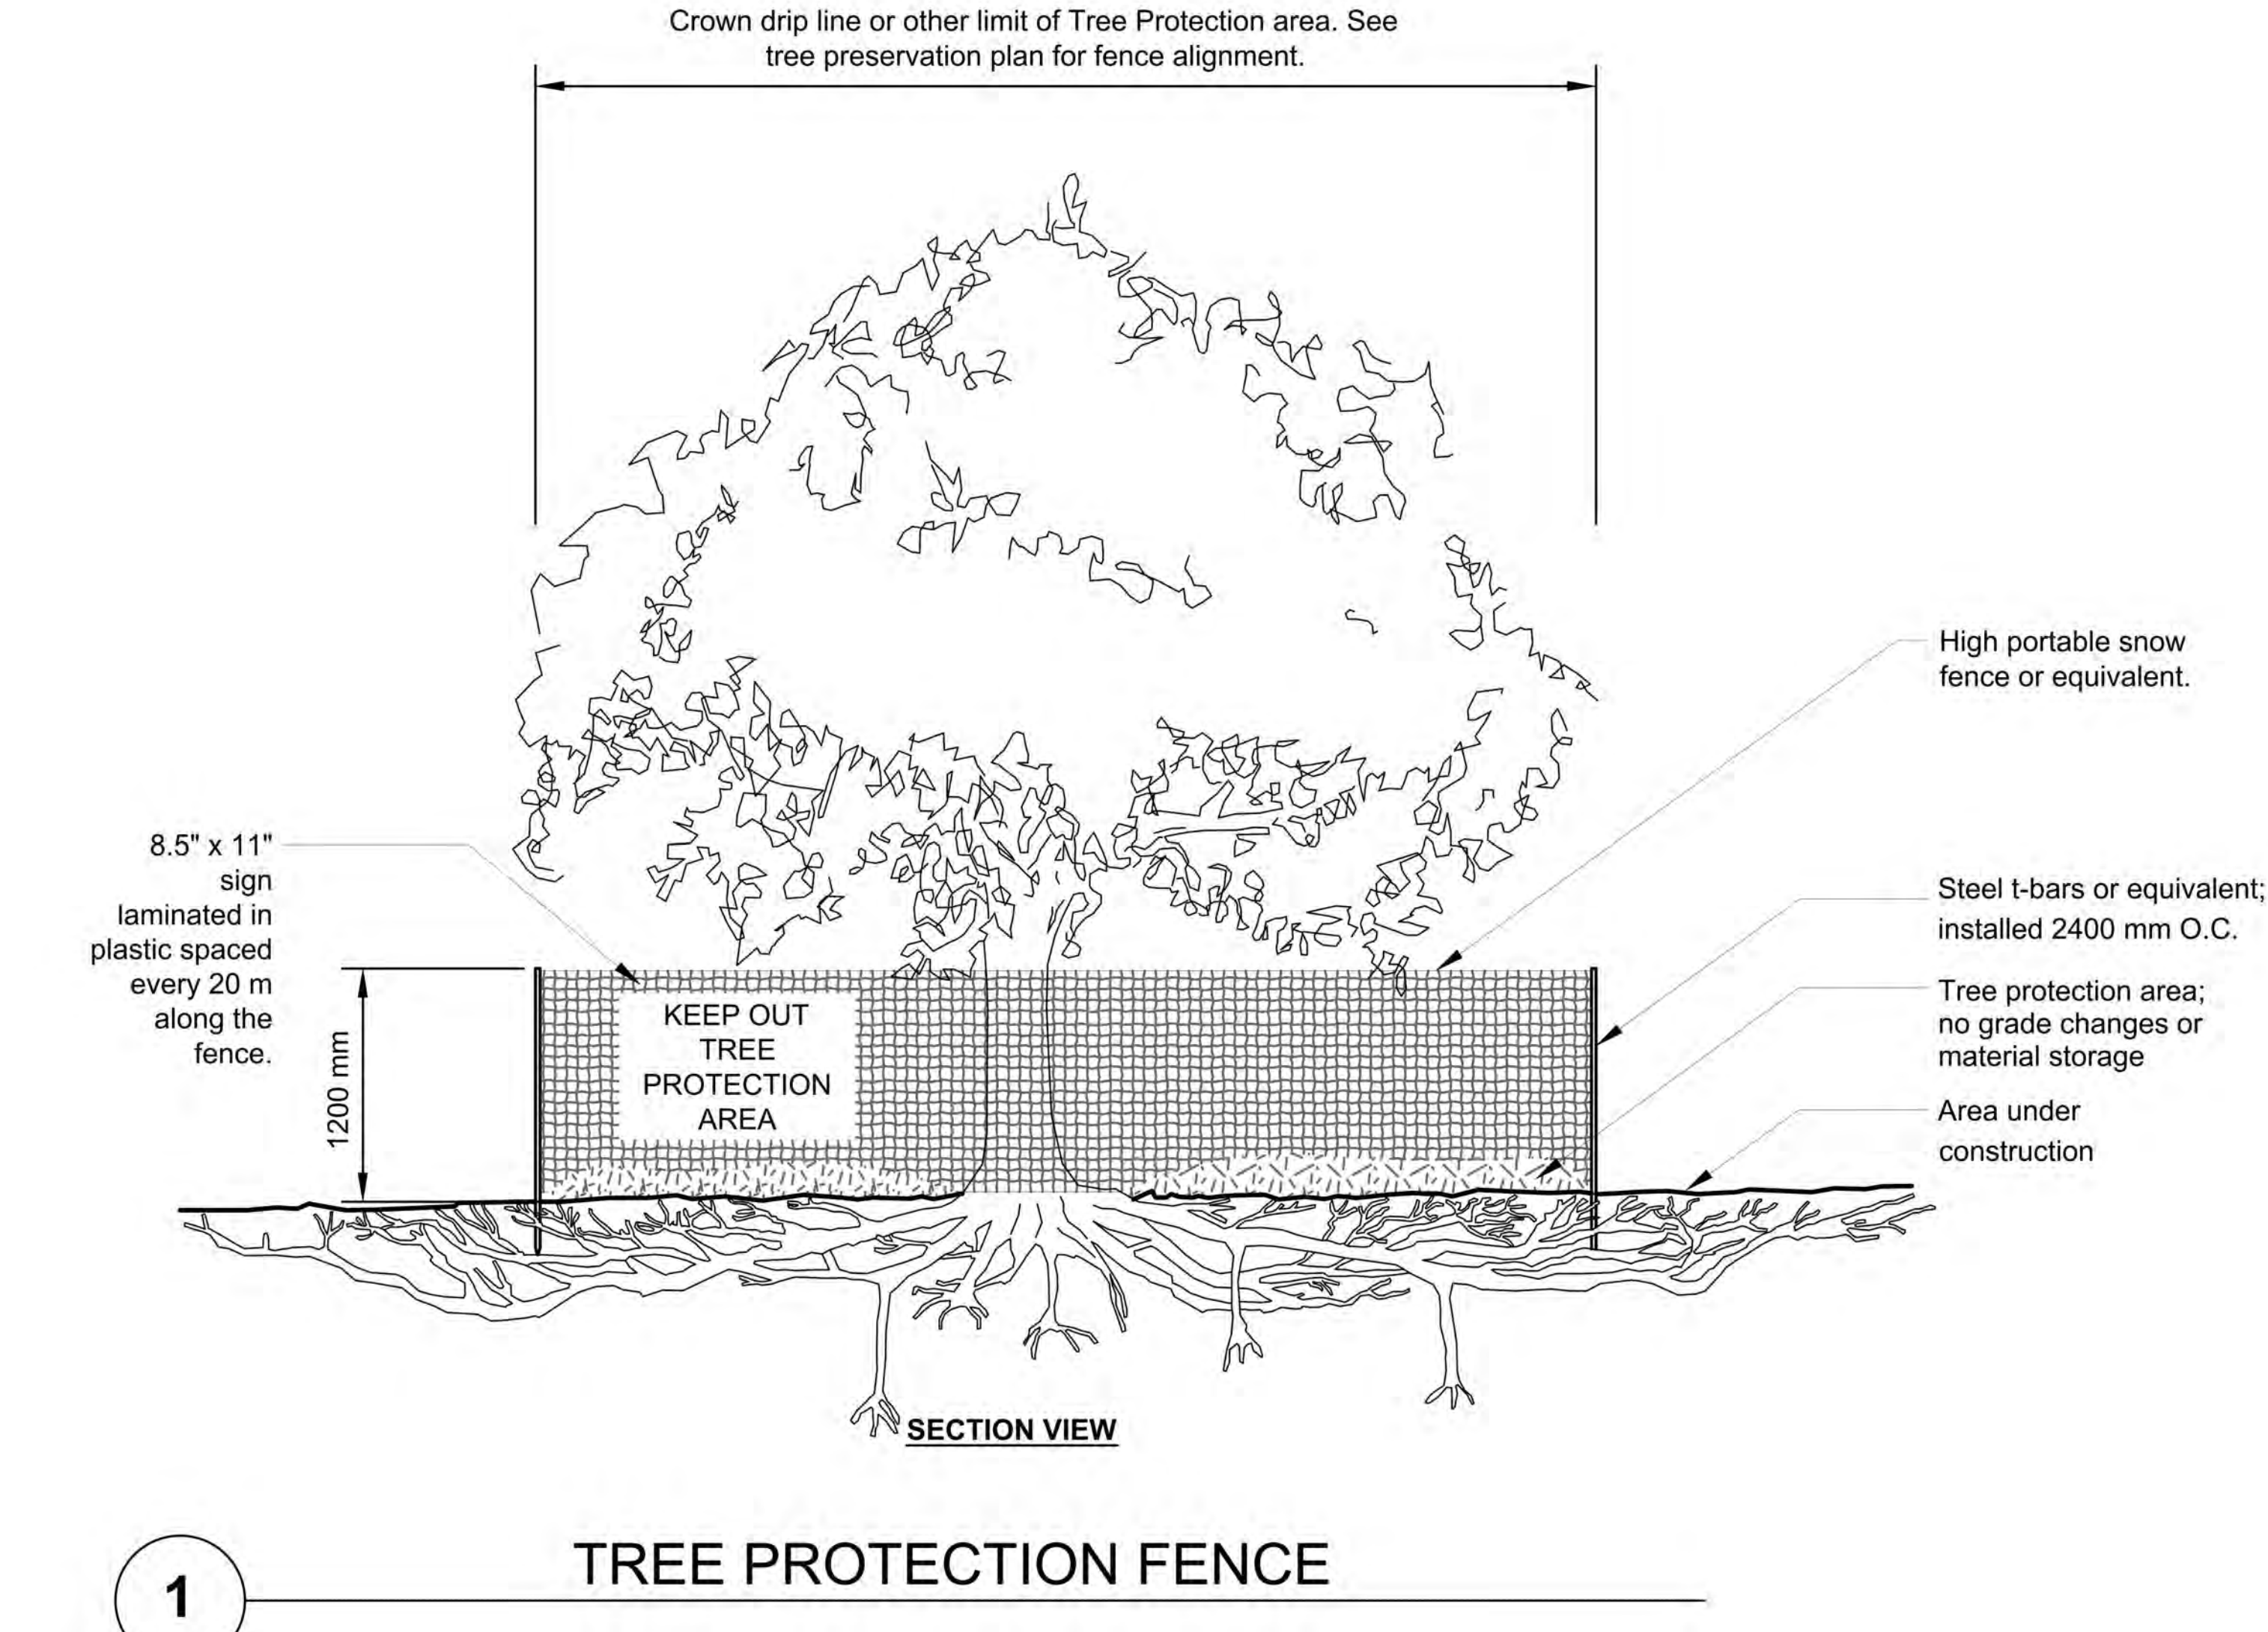 Crown drip line or other limit of Tree Protection area. See
tree preservation plan for fence alignment.
High portable snow
fence or equivalent.
8.5" x 11"
sign
laminated in
plastic spaced
every 20 m
along the
fence.
1200 mm
KEEP OUT
TREE
PROTECTION
AREA
Steel t-bars or equivalent;
installed 2400 mm O.C.
Tree protection area;
no grade changes or
material storage
Area under
construction
SECTION VIEW
1
TREE PROTECTION FENCE